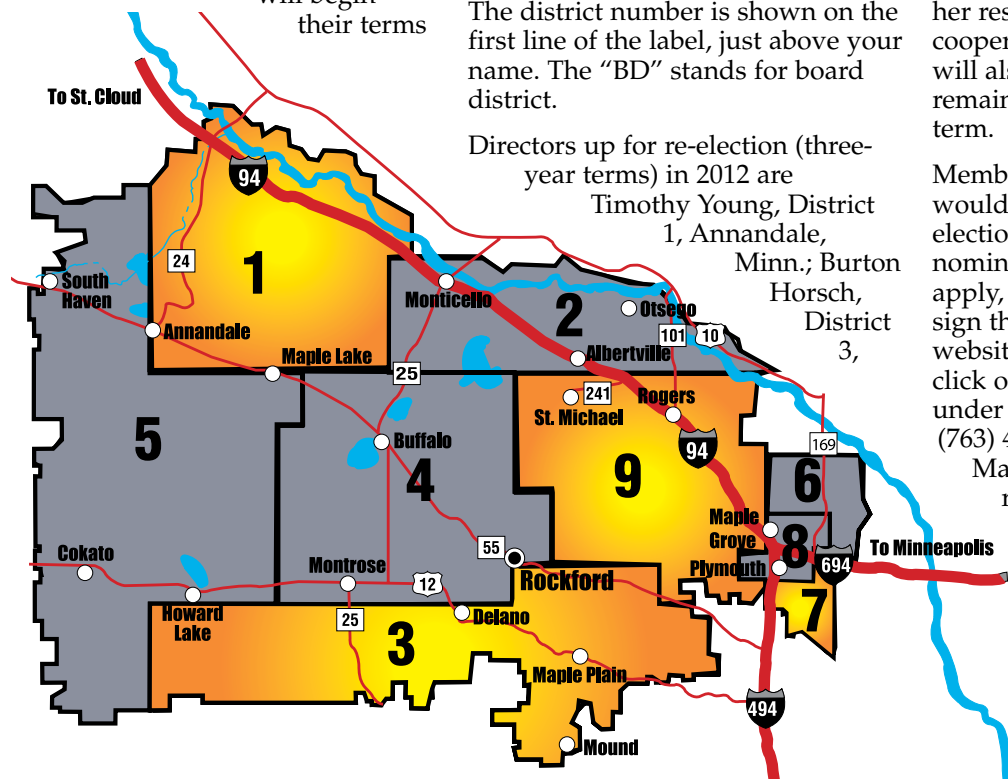 will begin
their terms
The district number is shown on the
first line of the label, just above your
name. The “BD” stands for board
district.
Directors up for re-election (three-
year terms) in 2012 are
Timothy Young, District
1, Annandale,
Minn.; Burton
Horsch,
District
3,
her res
cooper
will als
remain
term.
Memb
would
electio
nomin
apply,
sign th
websit
click o
under
(763) 4
Ma
r
To St. Cloud
94
24
1
South
Haven
Annandale
Monticello
2
Otsego
101
10
Maple Lake
25
Albertville
241
St. Michael
Rogers
5
Buffalo
4
9
94
169
6
Maple
Grove
8
Plymouth
694
To Minneapolis
7
Cokato
Howard
Lake
Montrose
12
55
Rockford
25
Delano
3
Maple Plain
494
Mound